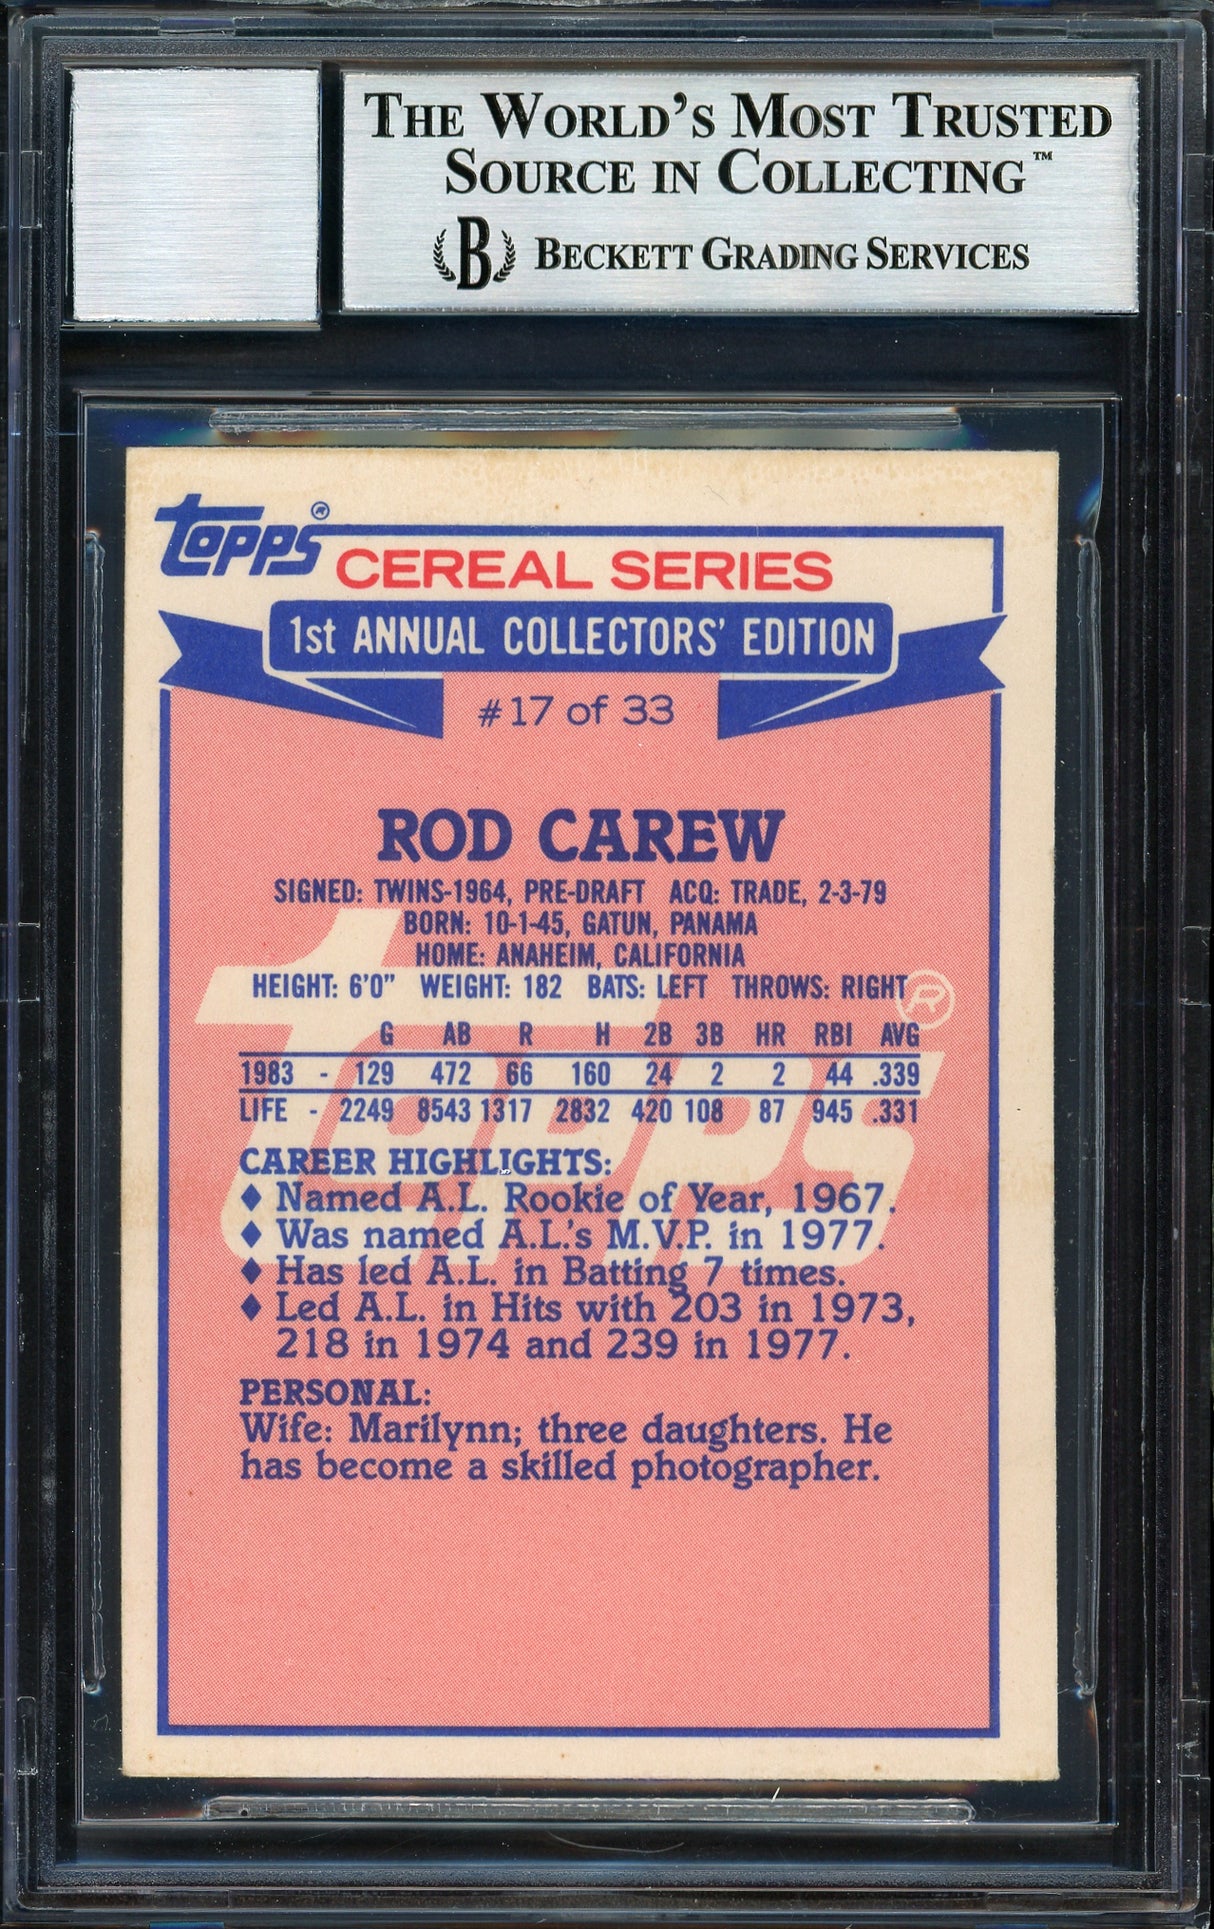 THE WORLD'S MOST TRUSTED
SOURCE IN COLLECTING™
B BECKETT GRADING SERVICES
topps®
CEREAL SERIES
1st ANNUAL COLLECTORS' EDITION
#17 of 33
ROD CAREW
SIGNED: TWINS-1964, PRE-DRAFT ACQ: TRADE, 2-3-79
BORN: 10-1-45, GATUN, PANAMA
HOME: ANAHEIM, CALIFORNIA
HEIGHT: 6'0" WEIGHT: 182 BATS: LEFT THROWS: RIGHT
G AB R H 2B 3B HR RBI AVG
1983 - 129 472 66 160 24 2 2 44 .339
LIFE - 2249 8543 1317 2832 420 108 87 945 .331
CAREER HIGHLIGHTS:
♦ Named A.L. Rookie of Year, 1967.
♦ Was named A.L.'s M.V.P. in 1977.
♦ Has led A.L. in Batting 7 times.
♦ Led A.L. in Hits with 203 in 1973,
218 in 1974 and 239 in 1977.
PERSONAL:
Wife: Marilynn; three daughters. He
has become a skilled photographer.
topps®